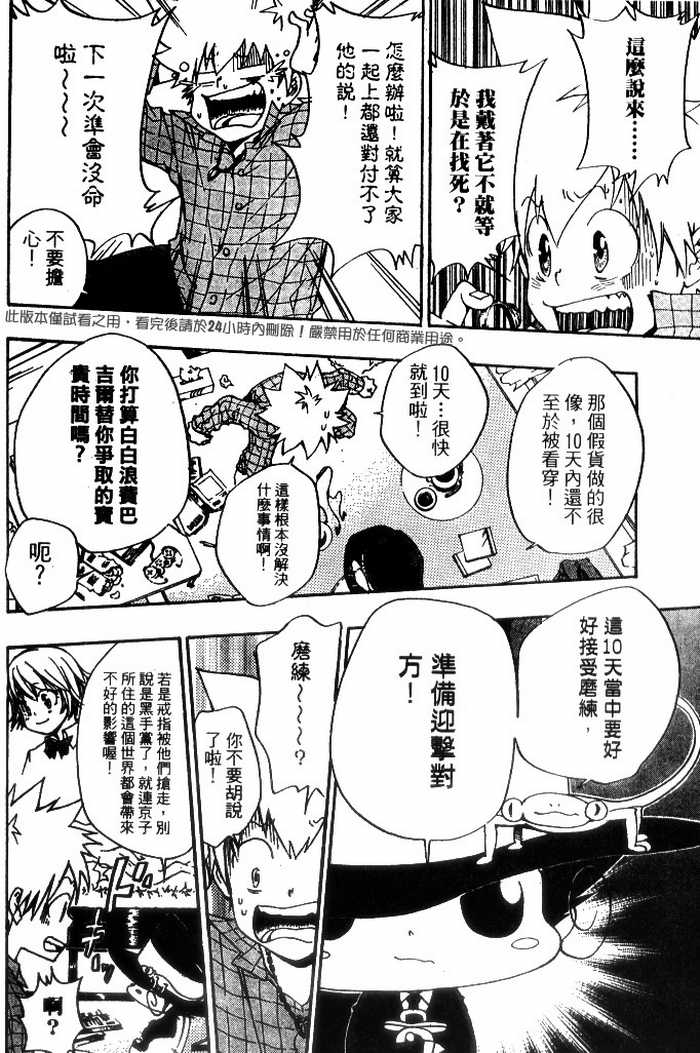 這麼說來……
我戴著它不就等
於是在找死？
怎麼辦啦！就算大家
一起上都還對付不了
他的說！
下一次準會沒命
啦～～～
不要擔
心！
此版本僅試看之用，看完後請於24小時內刪除！嚴禁用於任何商業用途。
那個假貨做的很
像，10天內還不
至於被看穿！
10天…很快
就到啦！
這樣根本沒解決
什麼事情啊！
你打算白白浪費巴
吉爾替你爭取的寶
貴時間嗎？
呃？
這10天當中要好
好接受磨練，
準備迎擊對
方！
磨練～～～？
你不要胡說
了啦！
若是戒指被他們搶走，別
說是黑手黨了，就連京子
所住的這個世界都會帶來
不好的影響喔！
ドキッ
啊？